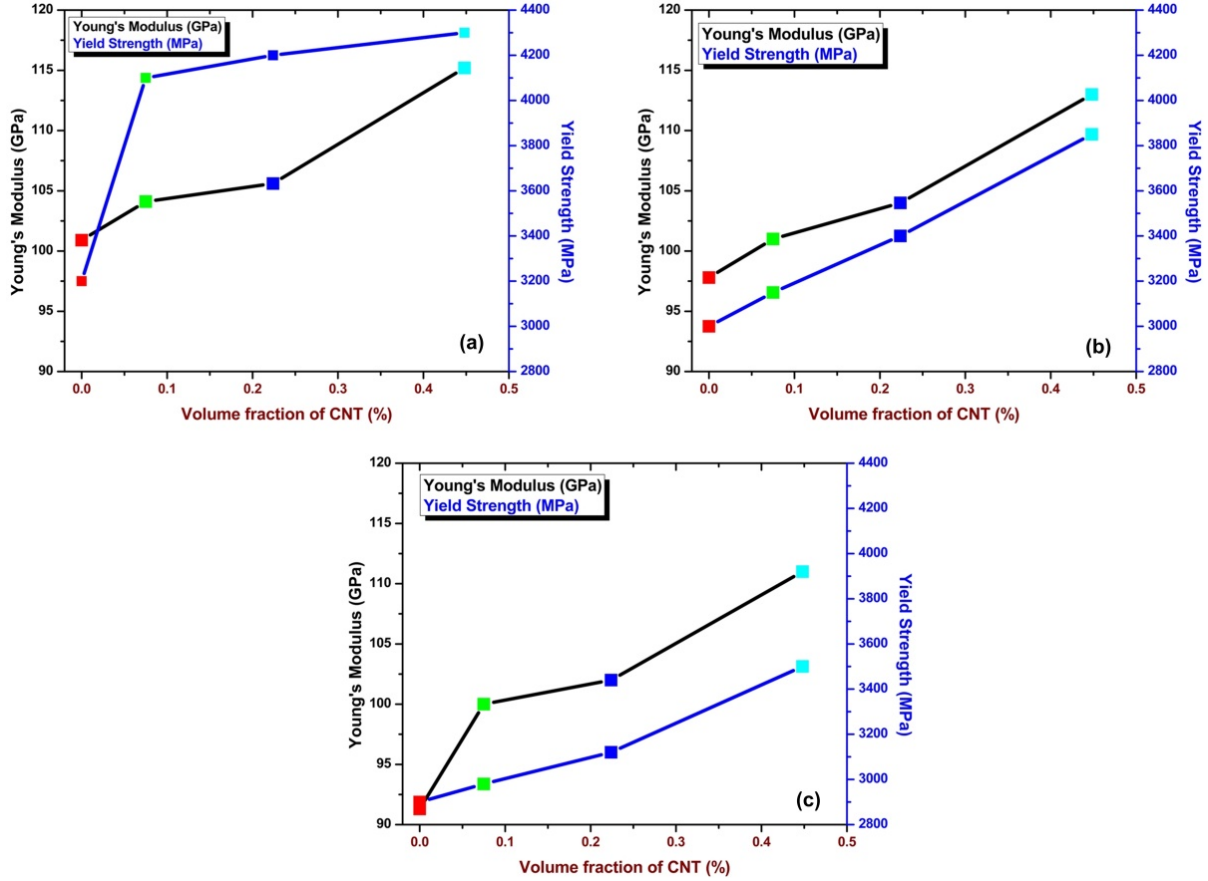 Young's Modulus (GPa)
Yield Strength (MPa)
120
115
110
105
100
95
90
Young's Modulus (GPa)
4400
4200
4000
3800
3600
3400
3200
3000
2800
Yield Strength (MPa)
(a)
0.0 0.1 0.2 0.3 0.4 0.5
Volume fraction of CNT (%)
Young's Modulus (GPa)
Yield Strength (MPa)
120
115
110
105
100
95
90
Young's Modulus (GPa)
4400
4200
4000
3800
3600
3400
3200
3000
2800
Yield Strength (MPa)
(b)
0.0 0.1 0.2 0.3 0.4 0.5
Volume fraction of CNT (%)
Young's Modulus (GPa)
Yield Strength (MPa)
120
115
110
105
100
95
90
Young's Modulus (GPa)
4400
4200
4000
3800
3600
3400
3200
3000
2800
Yield Strength (MPa)
(c)
0.0 0.1 0.2 0.3 0.4 0.5
Volume fraction of CNT (%)